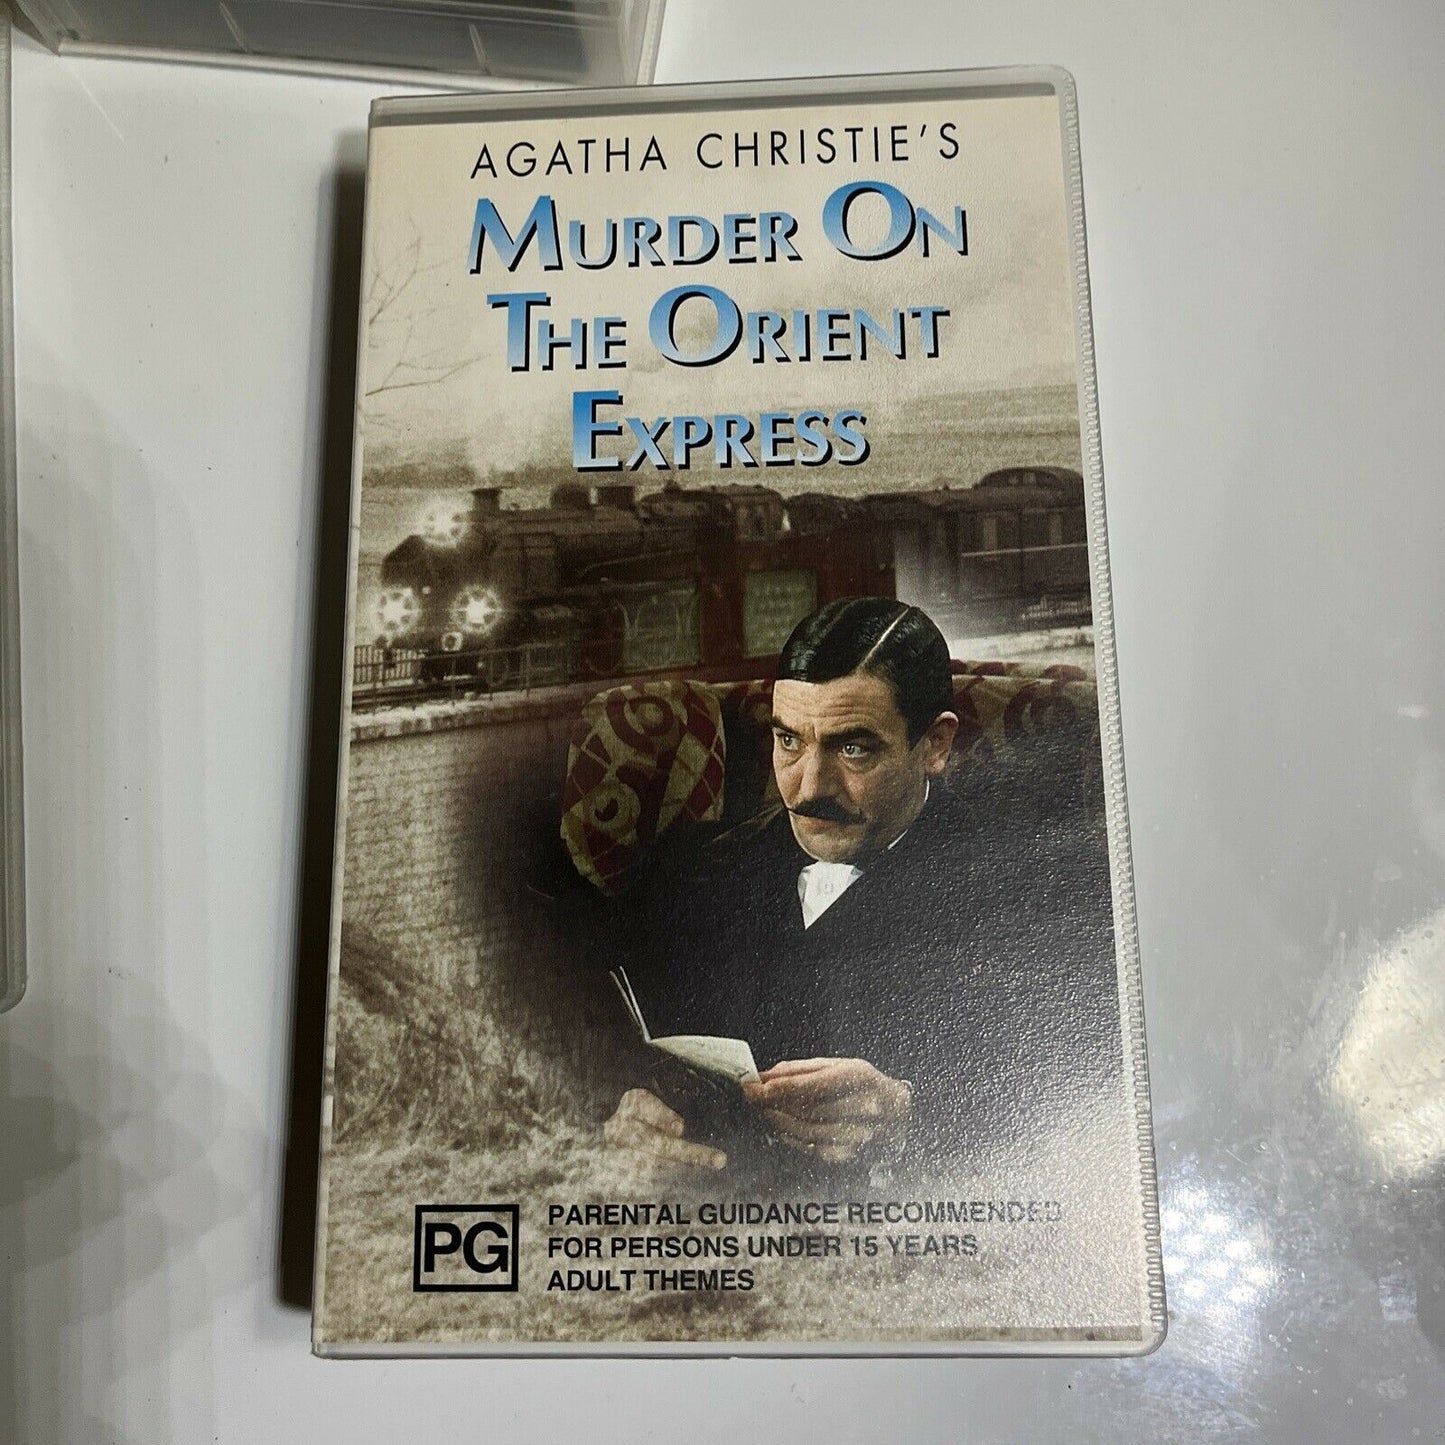 AGATHA CHRISTIE'S
MURDER ON
THE ORIENT
EXPRESS
PG
PARENTAL GUIDANCE RECOMMENDED
FOR PERSONS UNDER 15 YEARS
ADULT THEMES